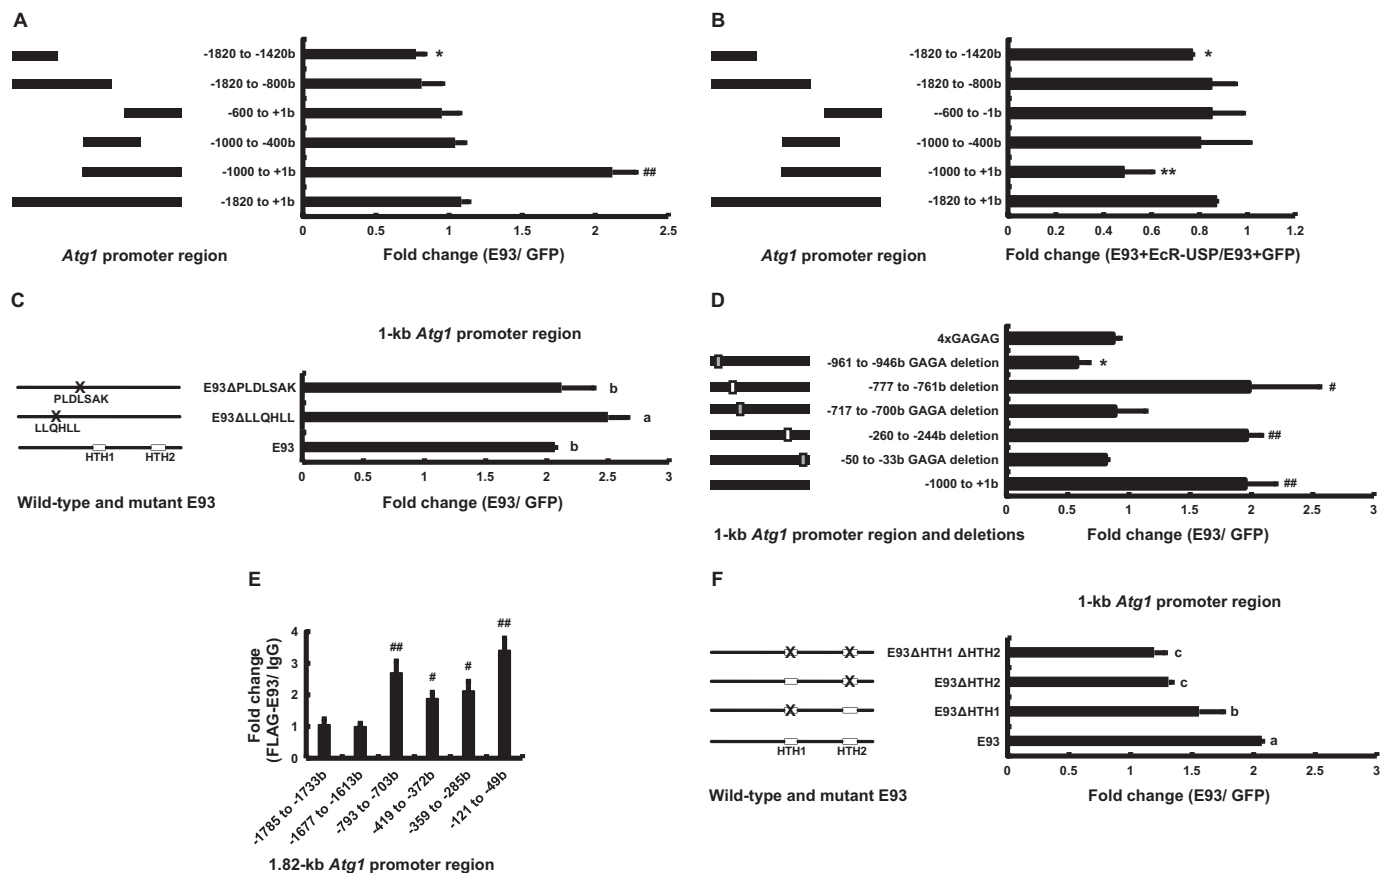 A
-1820 to -1420b
*
-1820 to -800b
-600 to +1b
-1000 to -400b
-1000 to +1b
##
-1820 to +1b
0 0.5 1 1.5 2 2.5
Atg1 promoter region
Fold change (E93/ GFP)
B
-1820 to -1420b
*
-1820 to -800b
--600 to -1b
-1000 to -400b
-1000 to +1b
**
-1820 to +1b
0 0.2 0.4 0.6 0.8 1 1.2
Atg1 promoter region
Fold change (E93+EcR-USP/E93+GFP)
C
1-kb Atg1 promoter region
X
PLDLSAK
E93ΔPLDLSAK
b
X
LLQHLL
E93ΔLLQHLL
a
HTH1 HTH2
E93
b
0 0.5 1 1.5 2 2.5 3
Wild-type and mutant E93
Fold change (E93/ GFP)
D
4xGAGAG
-961 to -946b GAGA deletion
*
-777 to -761b deletion
#
-717 to -700b GAGA deletion
-260 to -244b deletion
##
-50 to -33b GAGA deletion
-1000 to +1b
##
0 0.5 1 1.5 2 2.5 3
1-kb Atg1 promoter region and deletions
Fold change (E93/ GFP)
E
Fold change
(FLAG-E93/ IgG)
4
3
2
1
0
##
#
#
##
-1785 to -1733b
-1677 to -1613b
-793 to -703b
-419 to -372b
-359 to -285b
-121 to -49b
1.82-kb Atg1 promoter region
F
1-kb Atg1 promoter region
X X
E93ΔHTH1 ΔHTH2
c
X
E93ΔHTH2
c
X
E93ΔHTH1
b
HTH1 HTH2
E93
a
0 0.5 1 1.5 2 2.5 3
Wild-type and mutant E93
Fold change (E93/ GFP)